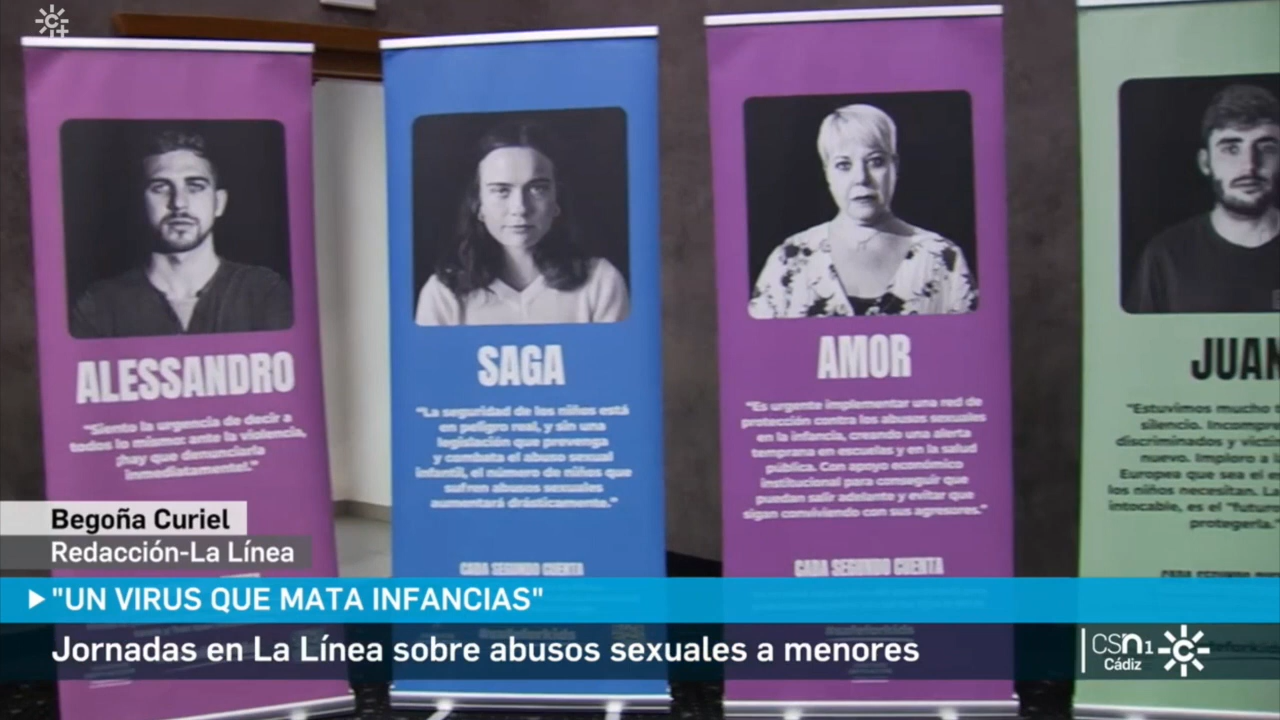 ALESSANDRO
"Siento la urgencia de decir a
todos lo mismo: ante la violencia,
¡hay que denunciarla
inmediatamente!"
SAGA
"La seguridad de los niños está
en peligro real, y sin una
legislación que prevenga
y combata el abuso sexual
infantil, el número de niños que
sufren abusos sexuales
aumentará drásticamente."
CADA SEGUNDO CUENTA
AMOR
"Es urgente implementar una red de
protección contra los abusos sexuales
en la infancia, creando una alerta
temprana en escuelas y en la salud
pública. Con apoyo económico
institucional para conseguir que
puedan salir adelante y evitar que
sigan conviviendo con sus agresores."
CADA SEGUNDO CUENTA
JUAN
"Estuvimos mucho
silencio.
discriminados y
nuevo. Imploro a
Europea que sea el
los niños necesitan.
intocable, es el
protegerla.
Begoña Curiel
Redacción-La Línea
"UN VIRUS QUE MATA INFANCIAS"
Jornadas en La Línea sobre abusos sexuales a menores
CSn1
Cádiz